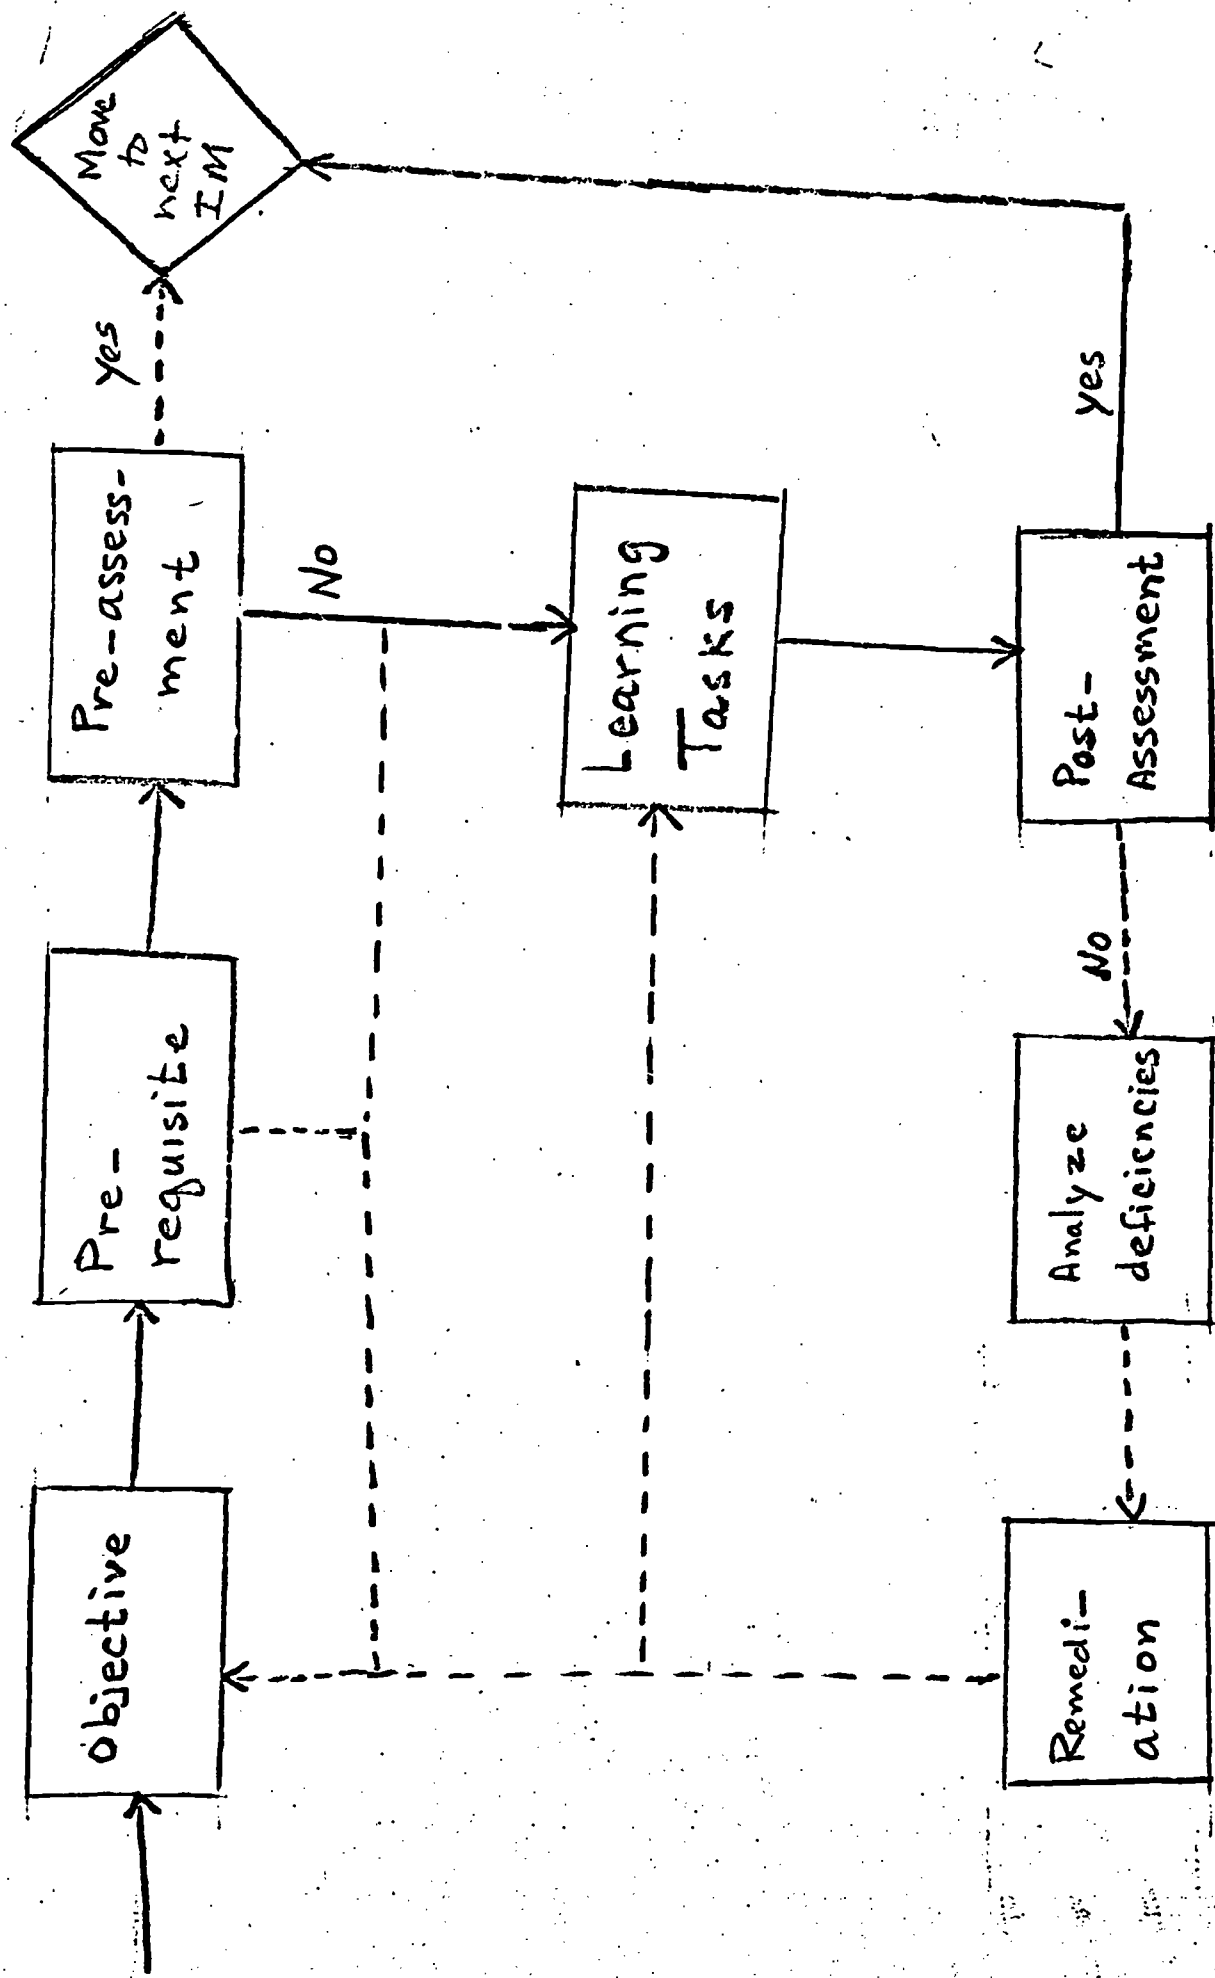 Objective
Pre-
requisite
Pre-assess-
ment
Yes
Move
to
next
IM
No
Learning
Tasks
Remedi-
ation
Analyze
deficiencies
No
Post-
Assessment
yes